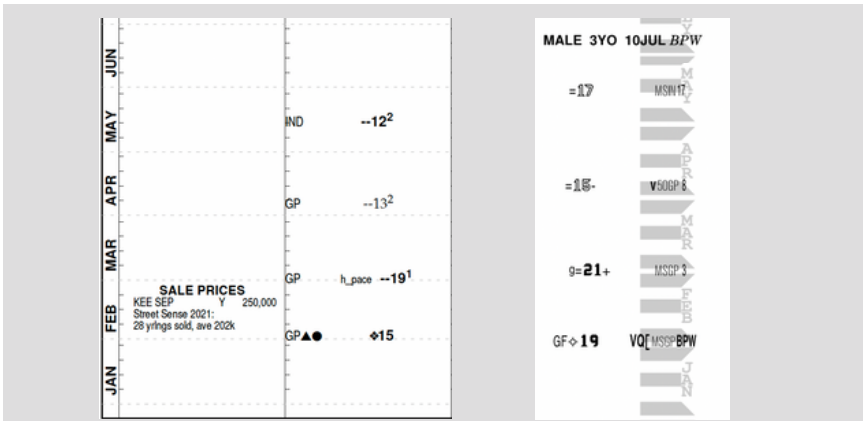 JUN
MAY
IND --12²
APR
GP --13²
MAR
GP h_pace --19¹
SALE PRICES
KEE SEP Y 250,000
FEB
Street Sense 2021:
28 yrlngs sold, ave 202k
GP▲● ❖15
JAN
MALE 3YO 10JUL BPW
MAY
=17 MSIN17
APR
=15- v50GP 8
MAR
g=21+ MSGP 3
FEB
GF❖19 VQ[MSGPBPW
JAN